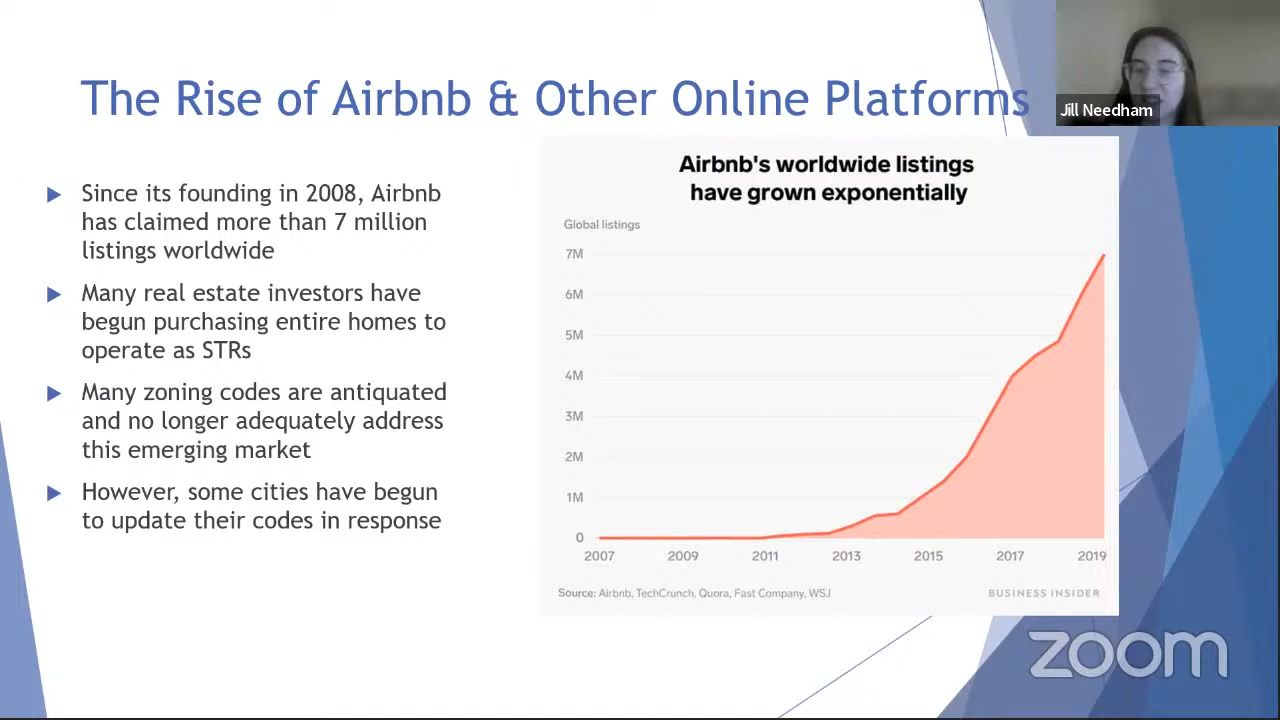 The Rise of Airbnb & Other Online Platforms
Jill Needham
Since its founding in 2008, Airbnb
has claimed more than 7 million
listings worldwide
Many real estate investors have
begun purchasing entire homes to
operate as STRs
Many zoning codes are antiquated
and no longer adequately address
this emerging market
However, some cities have begun
to update their codes in response
Airbnb's worldwide listings
have grown exponentially
Global listings
7M
6M
5M
4M
3M
2M
1M
0
2007 2009 2011 2013 2015 2017 2019
Source: Airbnb, TechCrunch, Quora, Fast Company, WSJ
BUSINESS INSIDER
zoom